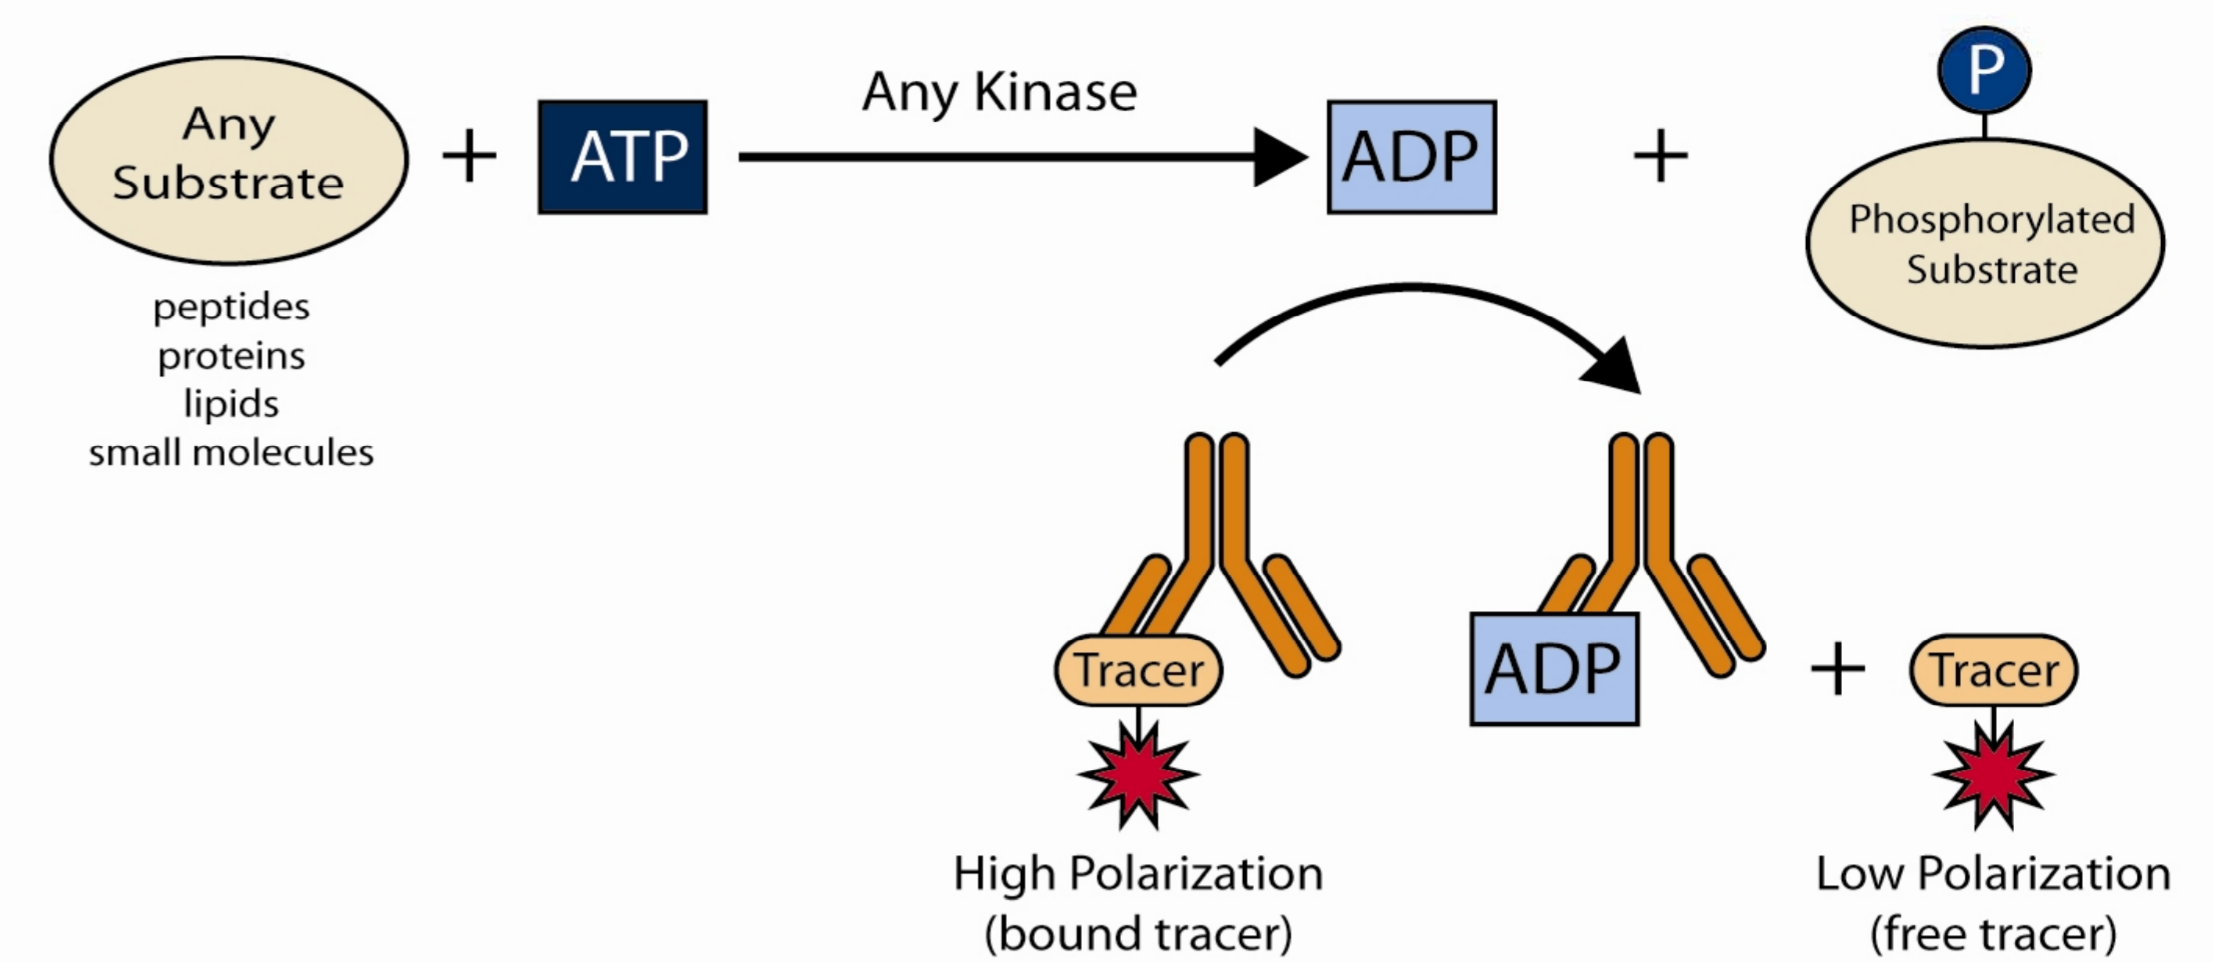 Any
Substrate
+
ATP
Any Kinase
ADP
+
P
Phosphorylated
Substrate
peptides
proteins
lipids
small molecules
Tracer
ADP
+
Tracer
High Polarization
(bound tracer)
Low Polarization
(free tracer)